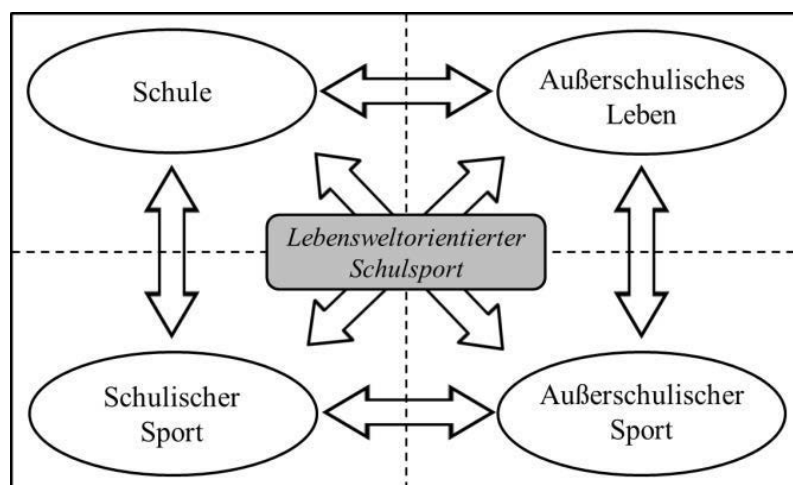 Schule
Außerschulisches
Leben
Lebensweltorientierter
Schulsport
Schulischer
Sport
Außerschulischer
Sport